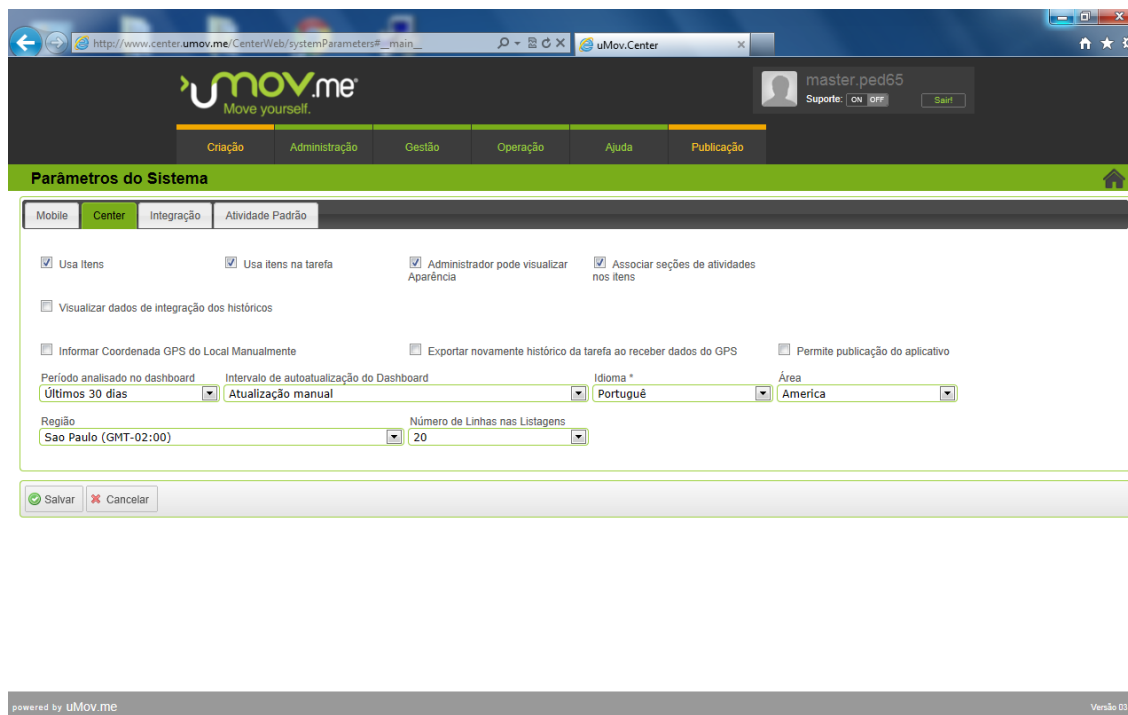 http://www.center.umov.me/CenterWeb/systemParameters#__main__
uMov.Center
umov.me
Move yourself.
master.ped65
Suporte: ON OFF
Sair!
Criação Administração Gestão Operação Ajuda Publicação
Parâmetros do Sistema
Mobile Center Integração Atividade Padrão
Usa Itens
Usa itens na tarefa
Administrador pode visualizar
Aparência
Associar seções de atividades
nos itens
Visualizar dados de integração dos históricos
Informar Coordenada GPS do Local Manualmente
Exportar novamente histórico da tarefa ao receber dados do GPS
Permite publicação do aplicativo
Período analisado no dashboard
Últimos 30 dias
Intervalo de autoatualização do Dashboard
Atualização manual
Idioma *
Portuguê
Área
America
Região
Sao Paulo (GMT-02:00)
Número de Linhas nas Listagens
20
Salvar Cancelar
powered by uMov.me
Versão 03